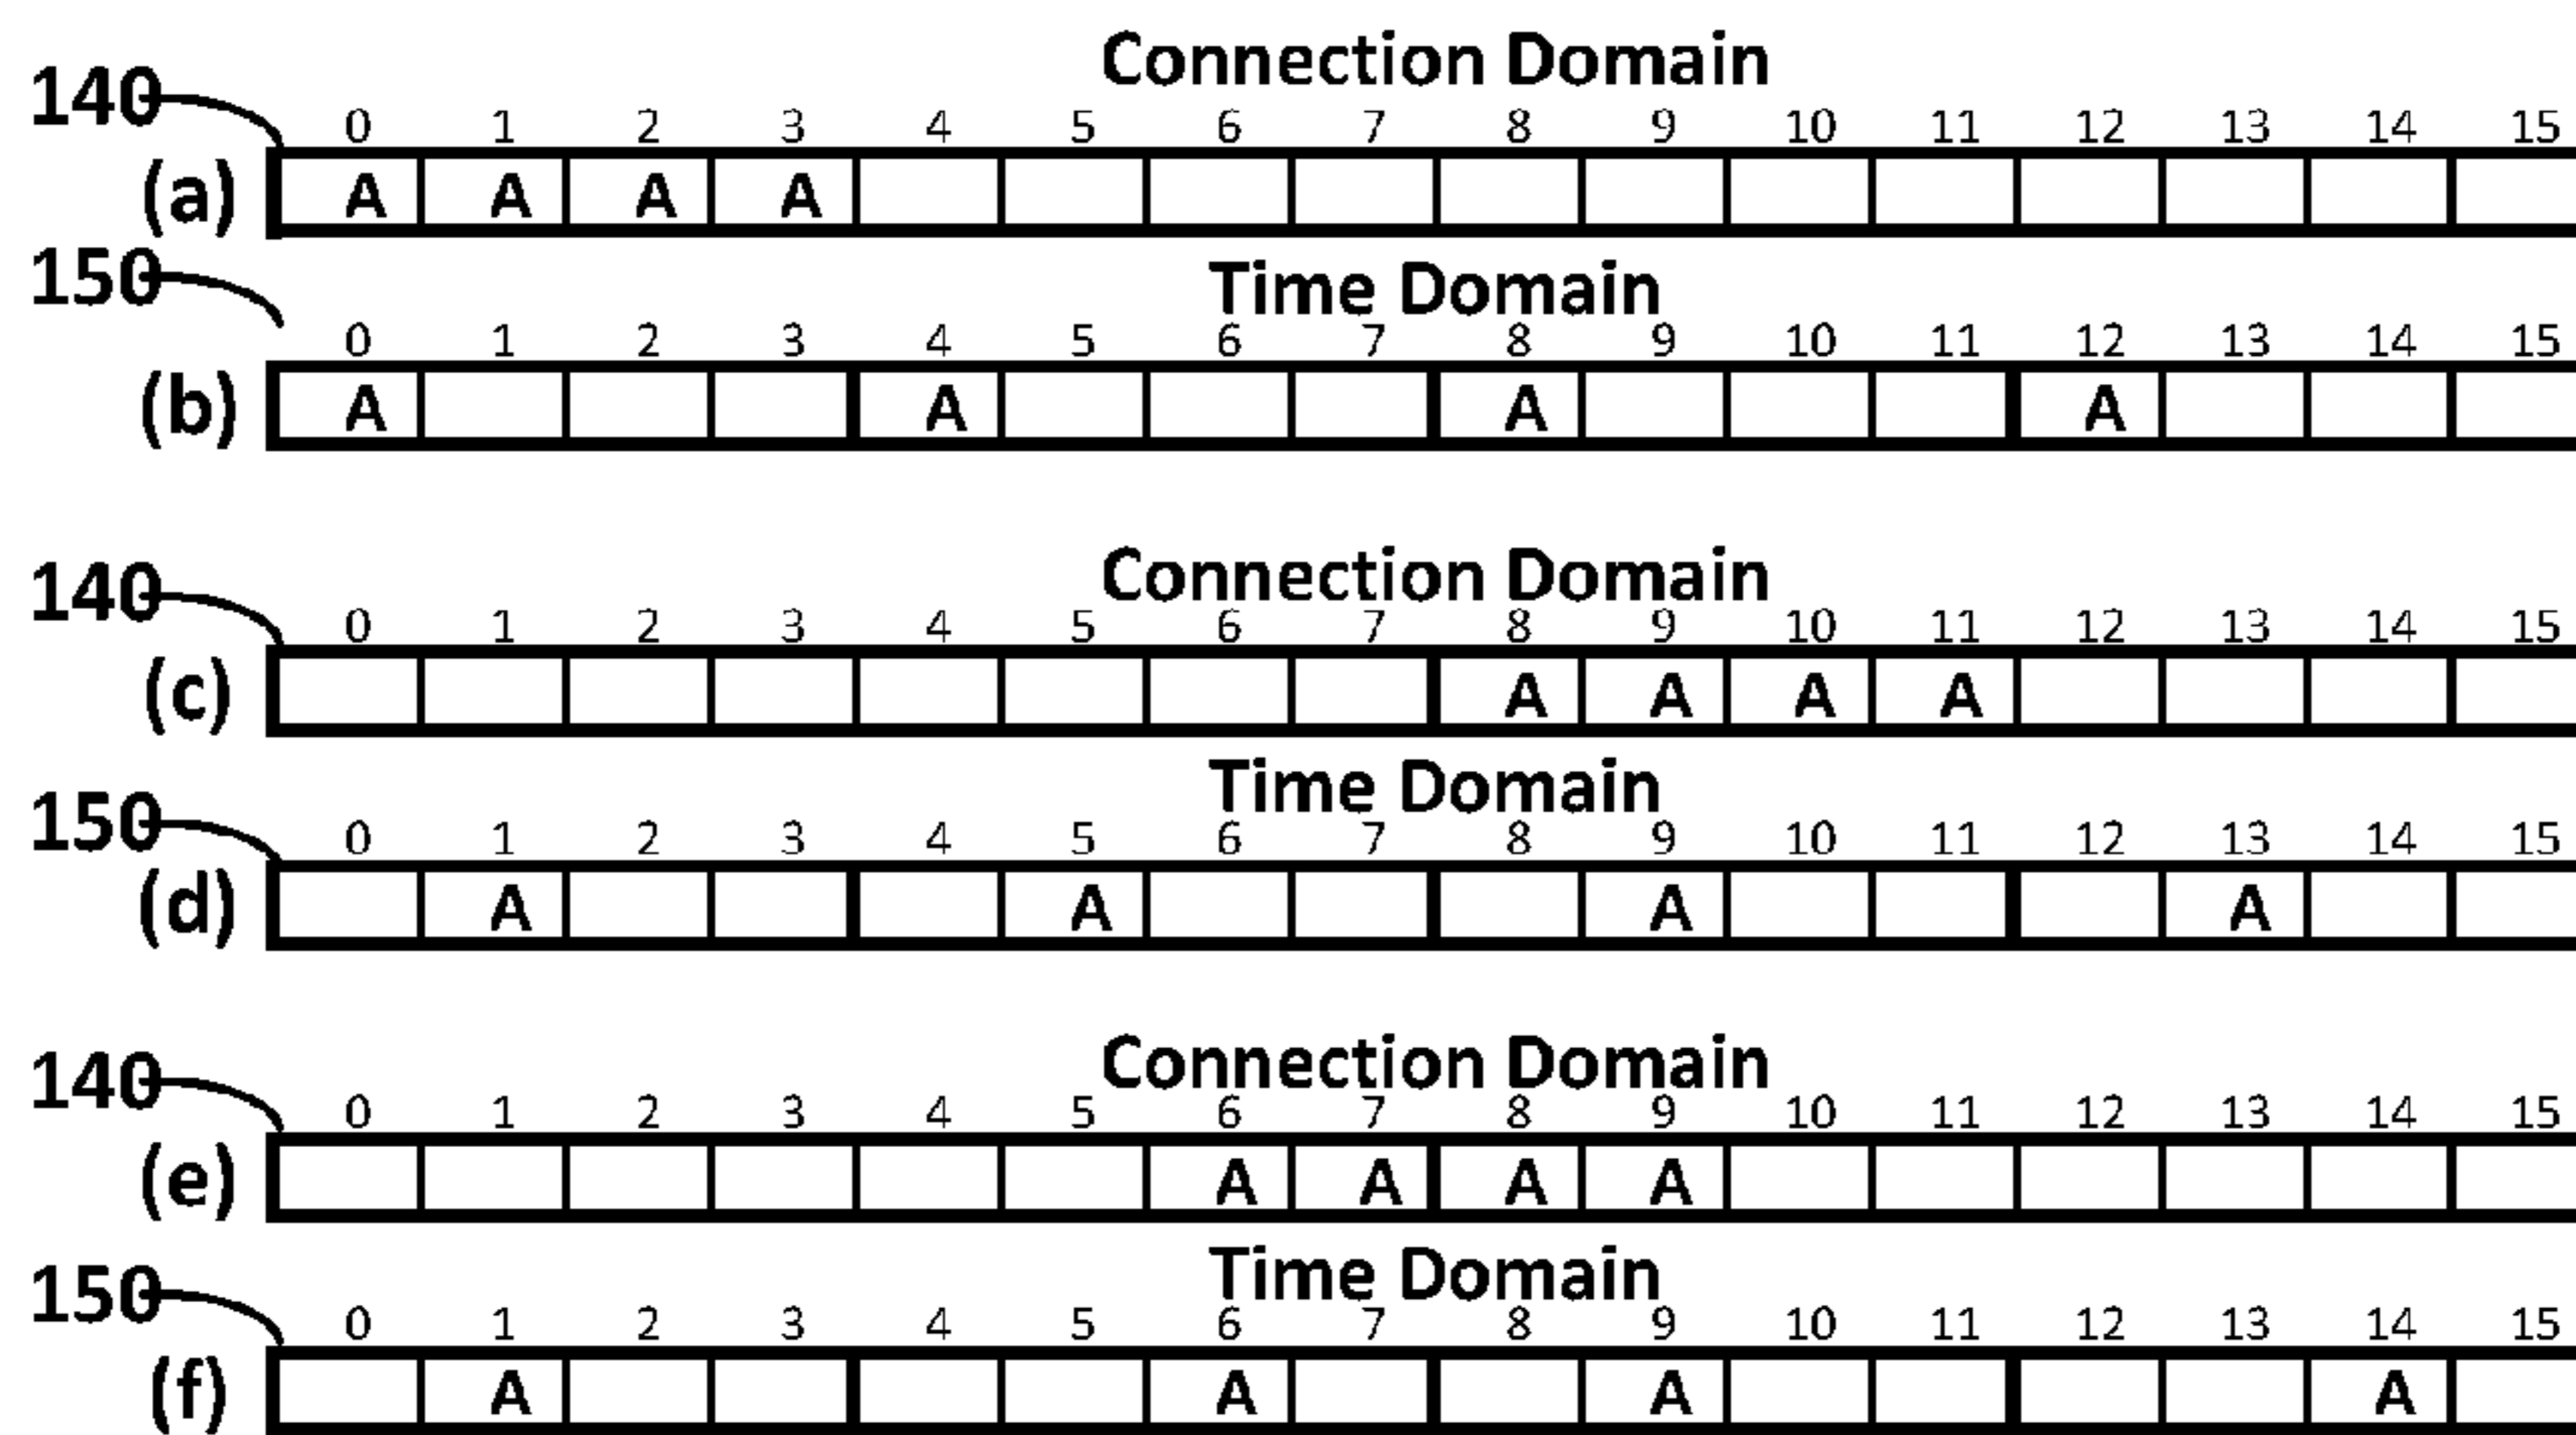 Connection Domain
140
0 1 2 3 4 5 6 7 8 9 10 11 12 13 14 15
(a) A A A A
150
Time Domain
0 1 2 3 4 5 6 7 8 9 10 11 12 13 14 15
(b) A A A A
Connection Domain
140
0 1 2 3 4 5 6 7 8 9 10 11 12 13 14 15
(c) A A A A
Time Domain
150
0 1 2 3 4 5 6 7 8 9 10 11 12 13 14 15
(d) A A A A
Connection Domain
140
0 1 2 3 4 5 6 7 8 9 10 11 12 13 14 15
(e) A A A A
Time Domain
150
0 1 2 3 4 5 6 7 8 9 10 11 12 13 14 15
(f) A A A A